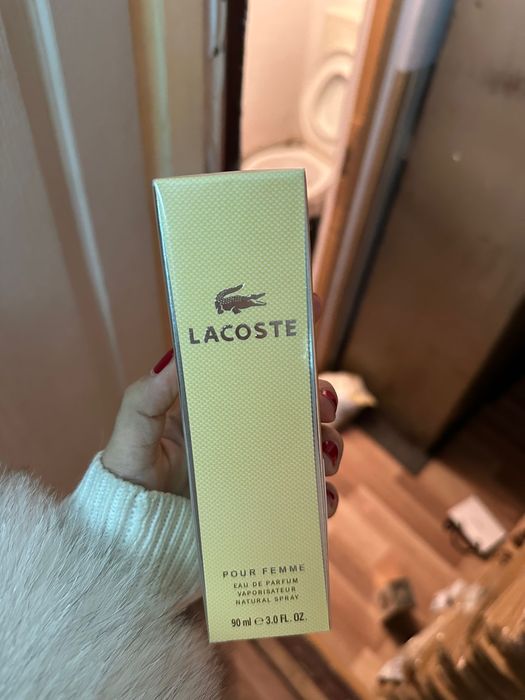 LACOSTE
POUR FEMME
EAU DE PARFUM
VAPORISATEUR
NATURAL SPRAY
90 ml ℮ 3.0 FL. OZ.